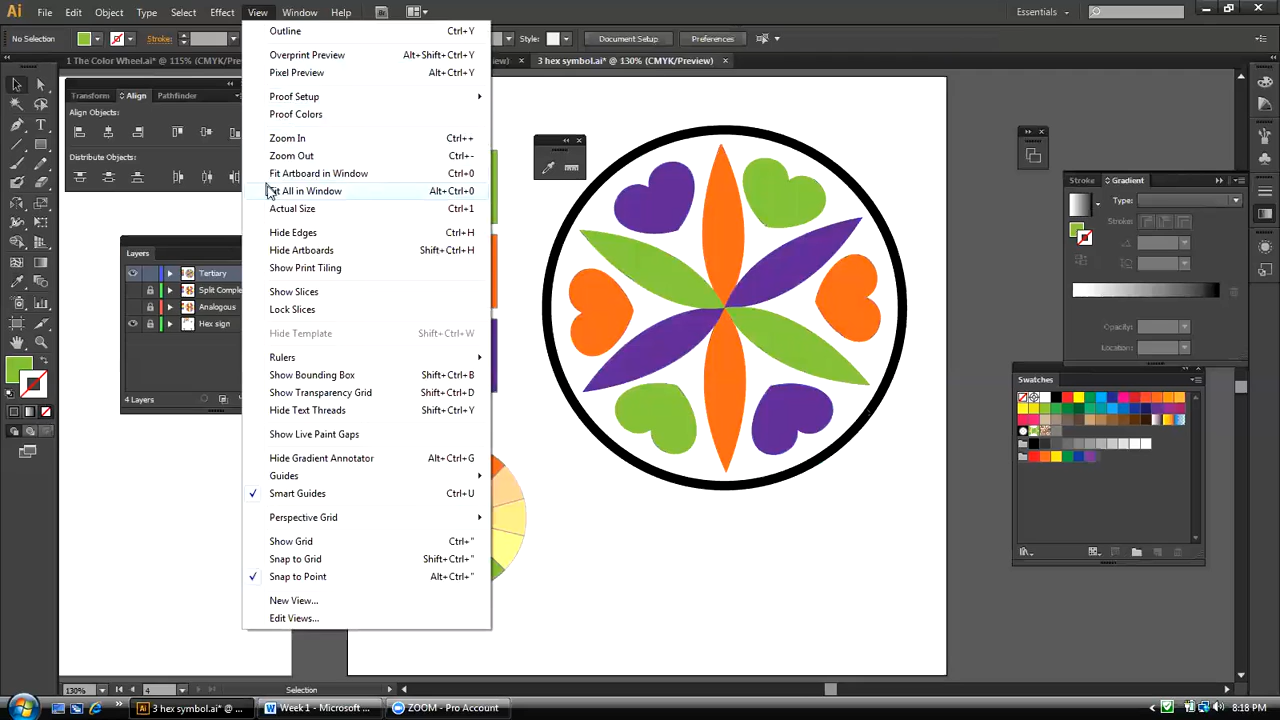 Ai File Edit Object Type Select Effect View Window Help Br Essentials
No Selection Stroke: Style: Document Setup Preferences
1 The Color Wheel.ai* @ 115% (CMYK/Prev 3 hex symbol.ai* @ 130% (CMYK/Preview)
Transform Align Pathfinder
Align Objects:
Distribute Objects:
Layers
Tertiary
Split Comple
Analogous
Hex sign
4 Layers
Outline Ctrl+Y
Overprint Preview Alt+Shift+Ctrl+Y
Pixel Preview Alt+Ctrl+Y
Proof Setup
Proof Colors
Zoom In Ctrl++
Zoom Out Ctrl+-
Fit Artboard in Window Ctrl+0
Fit All in Window Alt+Ctrl+0
Actual Size Ctrl+1
Hide Edges Ctrl+H
Hide Artboards Shift+Ctrl+H
Show Print Tiling
Show Slices
Lock Slices
Hide Template Shift+Ctrl+W
Rulers
Show Bounding Box Shift+Ctrl+B
Show Transparency Grid Shift+Ctrl+D
Hide Text Threads Shift+Ctrl+Y
Show Live Paint Gaps
Hide Gradient Annotator Alt+Ctrl+G
Guides
Smart Guides Ctrl+U
Perspective Grid
Show Grid Ctrl+"
Snap to Grid Shift+Ctrl+"
Snap to Point Alt+Ctrl+"
New View...
Edit Views...
Stroke Gradient
Type:
Stroke:
Opacity:
Location:
Swatches
130% 4 Selection
3 hex symbol.ai* @ ... Week 1 - Microsoft ... ZOOM - Pro Account 8:18 PM